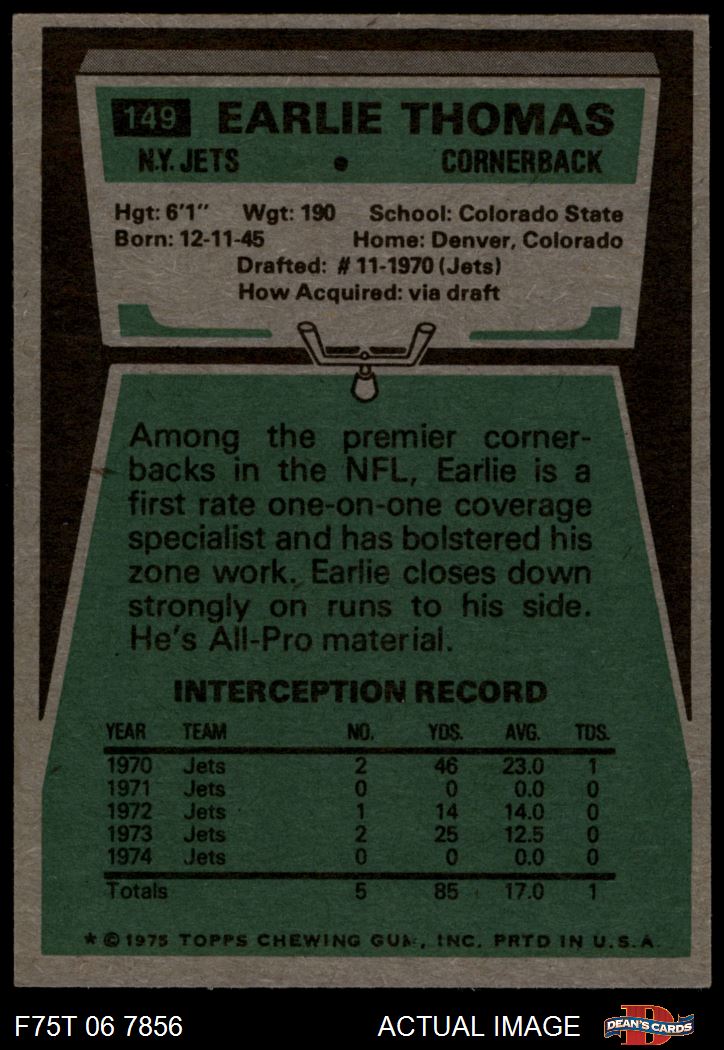 149 EARLIE THOMAS
N.Y. JETS • CORNERBACK
Hgt: 6'1" Wgt: 190 School: Colorado State
Born: 12-11-45 Home: Denver, Colorado
Drafted: #11-1970 (Jets)
How Acquired: via draft
Among the premier corner-
backs in the NFL, Earlie is a
first rate one-on-one coverage
specialist and has bolstered his
zone work. Earlie closes down
strongly on runs to his side.
He's All-Pro material.
INTERCEPTION RECORD
YEAR TEAM NO. YDS. AVG. TDS.
1970 Jets 2 46 23.0 1
1971 Jets 0 0 0.0 0
1972 Jets 1 14 14.0 0
1973 Jets 2 25 12.5 0
1974 Jets 0 0 0.0 0
Totals 5 85 17.0 1
* © 1975 TOPPS CHEWING GUM, INC. PRTD IN U.S.A.
F75T 06 7856 ACTUAL IMAGE D DEAN'S CARDS